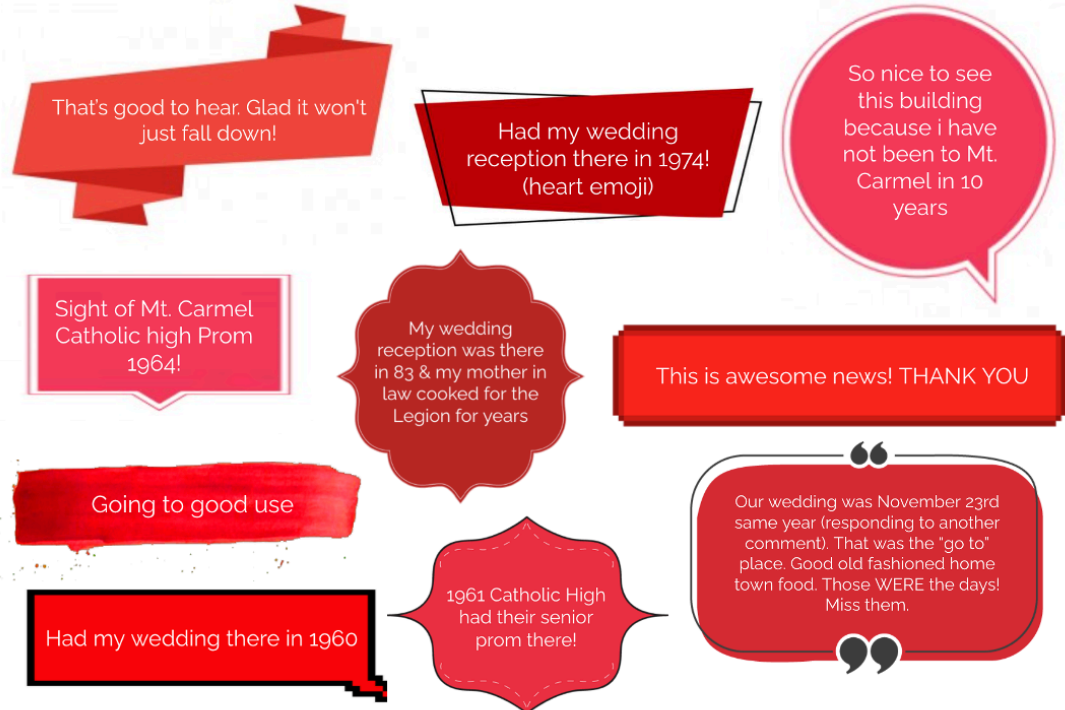 That's good to hear. Glad it won't
just fall down!
Had my wedding
reception there in 1974!
(heart emoji)
So nice to see
this building
because i have
not been to Mt.
Carmel in 10
years
Sight of Mt. Carmel
Catholic high Prom
1964!
My wedding
reception was there
in 83 & my mother in
law cooked for the
Legion for years
This is awesome news! THANK YOU
Going to good use
Our wedding was November 23rd
same year (responding to another
comment). That was the "go to"
place. Good old fashioned home
town food. Those WERE the days!
Miss them.
Had my wedding there in 1960
1961 Catholic High
had their senior
prom there!